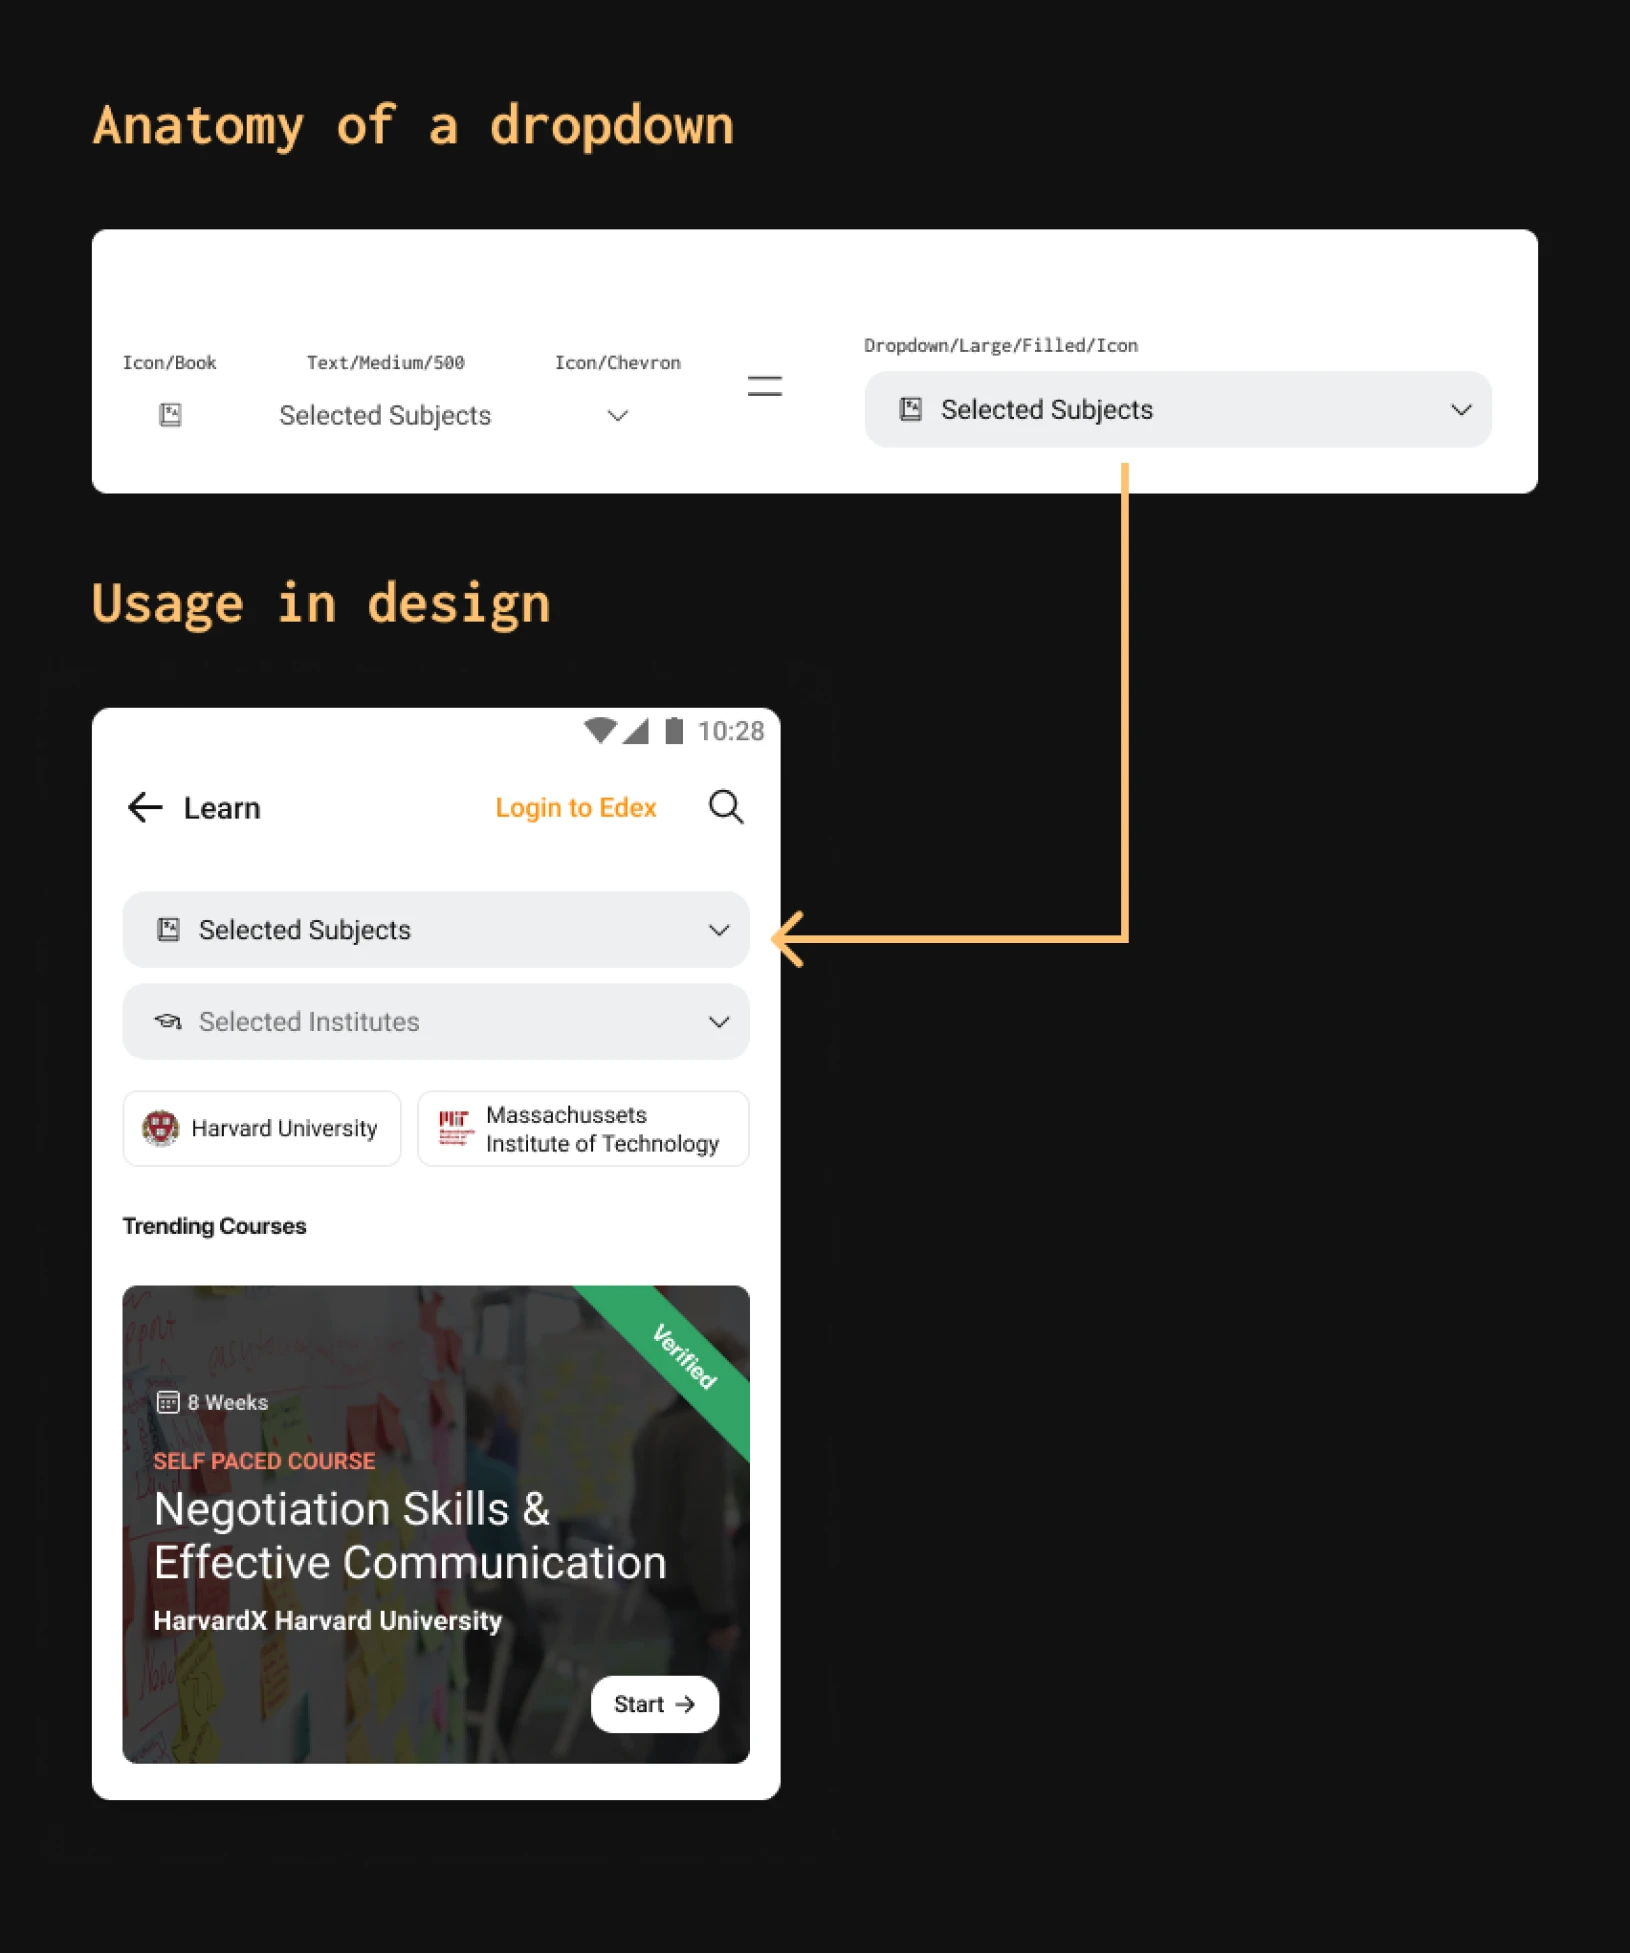 Anatomy of a dropdown
Icon/Book
Text/Medium/500
Icon/Chevron
Selected Subjects
Dropdown/Large/Filled/Icon
Selected Subjects
Usage in design
10:28
Learn
Login to Edex
Selected Subjects
Selected Institutes
Harvard University
MIT
Massachussets
Institute of Technology
Trending Courses
Verified
8 Weeks
SELF PACED COURSE
Negotiation Skills &
Effective Communication
HarvardX Harvard University
Start